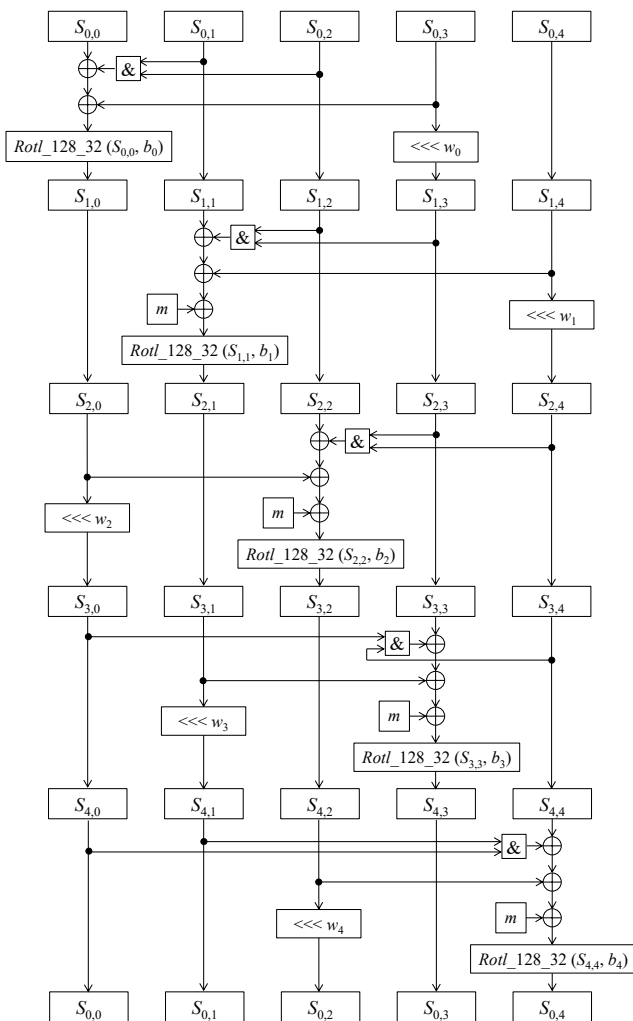 S0,0 S0,1 S0,2 S0,3 S0,4
&
Rotl_128_32 (S0,0, b0) <<< w0
S1,0 S1,1 S1,2 S1,3 S1,4
&
m
<<< w1
Rotl_128_32 (S1,1, b1)
S2,0 S2,1 S2,2 S2,3 S2,4
&
m
<<< w2
Rotl_128_32 (S2,2, b2)
S3,0 S3,1 S3,2 S3,3 S3,4
&
m
<<< w3
Rotl_128_32 (S3,3, b3)
S4,0 S4,1 S4,2 S4,3 S4,4
&
m
<<< w4
Rotl_128_32 (S4,4, b4)
S0,0 S0,1 S0,2 S0,3 S0,4